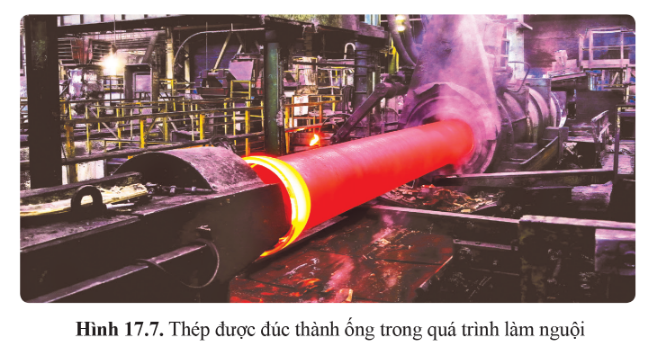 Hình 17.7. Thép được đúc thành ống trong quá trình làm nguội